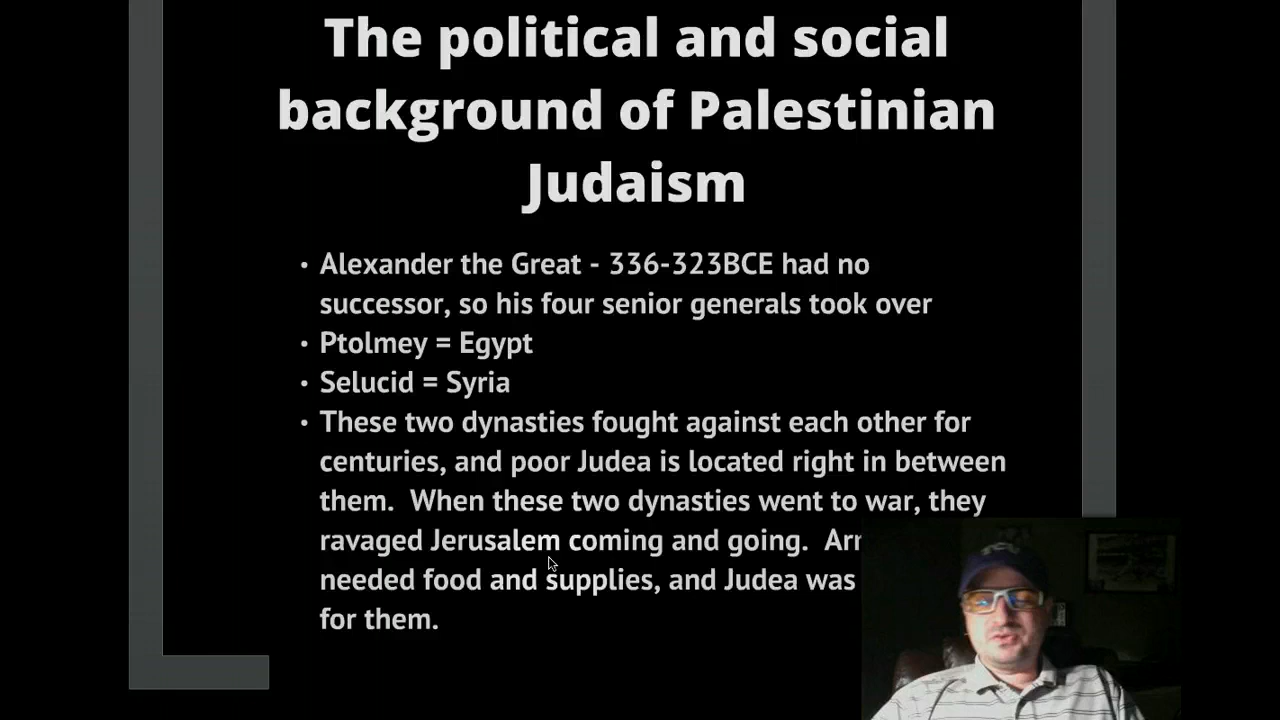 The political and social
background of Palestinian
Judaism
• Alexander the Great - 336-323BCE had no
successor, so his four senior generals took over
• Ptolmey = Egypt
• Selucid = Syria
• These two dynasties fought against each other for
centuries, and poor Judea is located right in between
them. When these two dynasties went to war, they
ravaged Jerusalem coming and going.
needed food and supplies, and Judea was
for them.